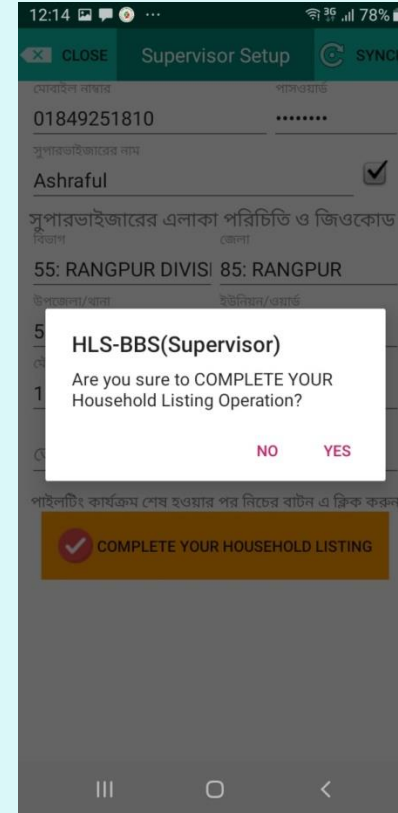 12:14 78%
CLOSE Supervisor Setup SYNC
মোবাইল নাম্বার পাসওয়ার্ড
01849251810 ••••••••
সুপারভাইজারের নাম
Ashraful
সুপারভাইজারের এলাকা পরিচিতি ও জিওকোড
বিভাগ জেলা
55: RANGPUR DIVISI 85: RANGPUR
উপজেলা/থানা ইউনিয়ন/ওয়ার্ড
5
HLS-BBS(Supervisor)
Are you sure to COMPLETE YOUR
1
Household Listing Operation?
NO YES
পাইলটিং কার্যক্রম শেষ হওয়ার পর নিচের বাটন এ ক্লিক করুন
COMPLETE YOUR HOUSEHOLD LISTING